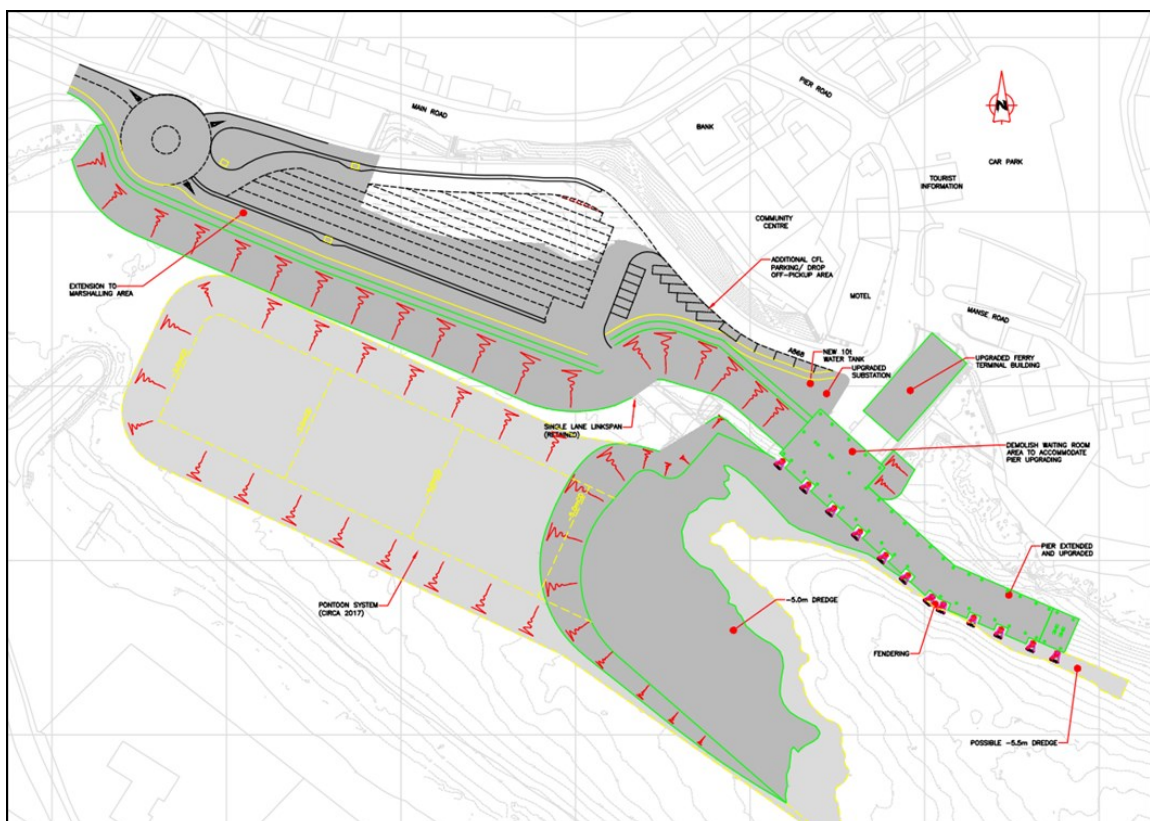 MAIN ROAD
PIER ROAD
BANK
N
CAR PARK
TOURIST
INFORMATION
COMMUNITY
CENTRE
ADDITIONAL CFL
PARKING/ DROP
OFF-PICKUP AREA
EXTENSION TO
MARSHALLING AREA
MOTEL
MANSE ROAD
A868
NEW 10t
WATER TANK
UPGRADED
SUBSTATION
UPGRADED FERRY
TERMINAL BUILDING
SINGLE LANE LINKSPAN
(RETAINED)
DEMOLISH WAITING ROOM
AREA TO ACCOMMODATE
PIER UPGRADING
PIER EXTENDED
AND UPGRADED
PONTOON SYSTEM
(CIRCA 2017)
-5.0m DREDGE
FENDERING
POSSIBLE -5.5m DREDGE